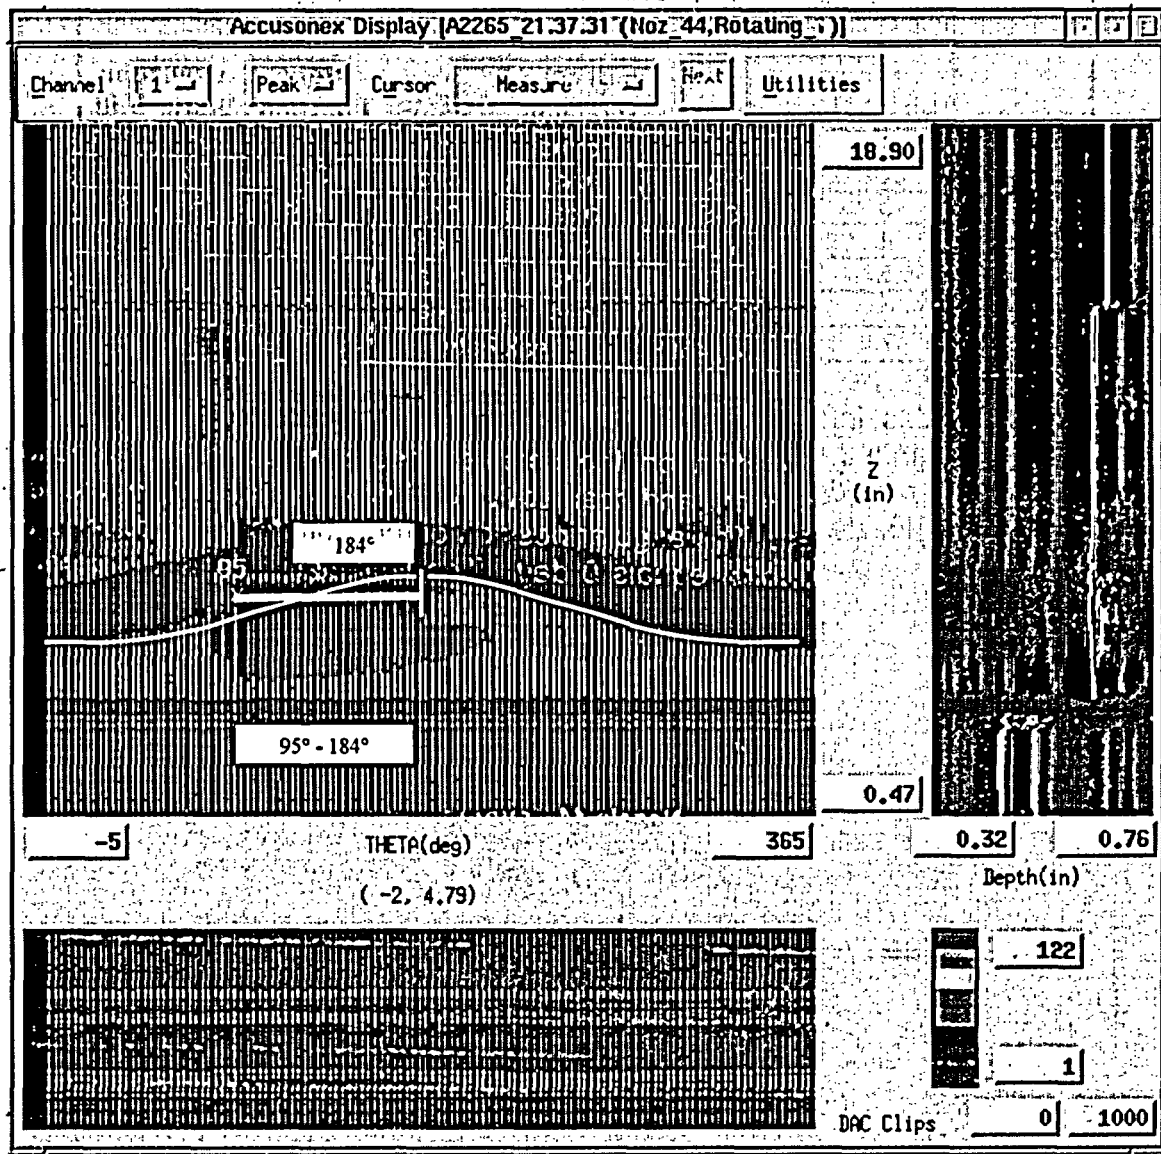 Accusonex Display [A2265_21.37.31 (Noz_44,Rotating_
Channel 1 Peak Cursor Measure Next Utilities
18.90
Z
(in)
184°
95
95° - 184°
0.47
-5 THETA(deg) 365 0.32 0.76
Depth(in)
( -2, 4.79)
122
1
DAC Clips 0 1000